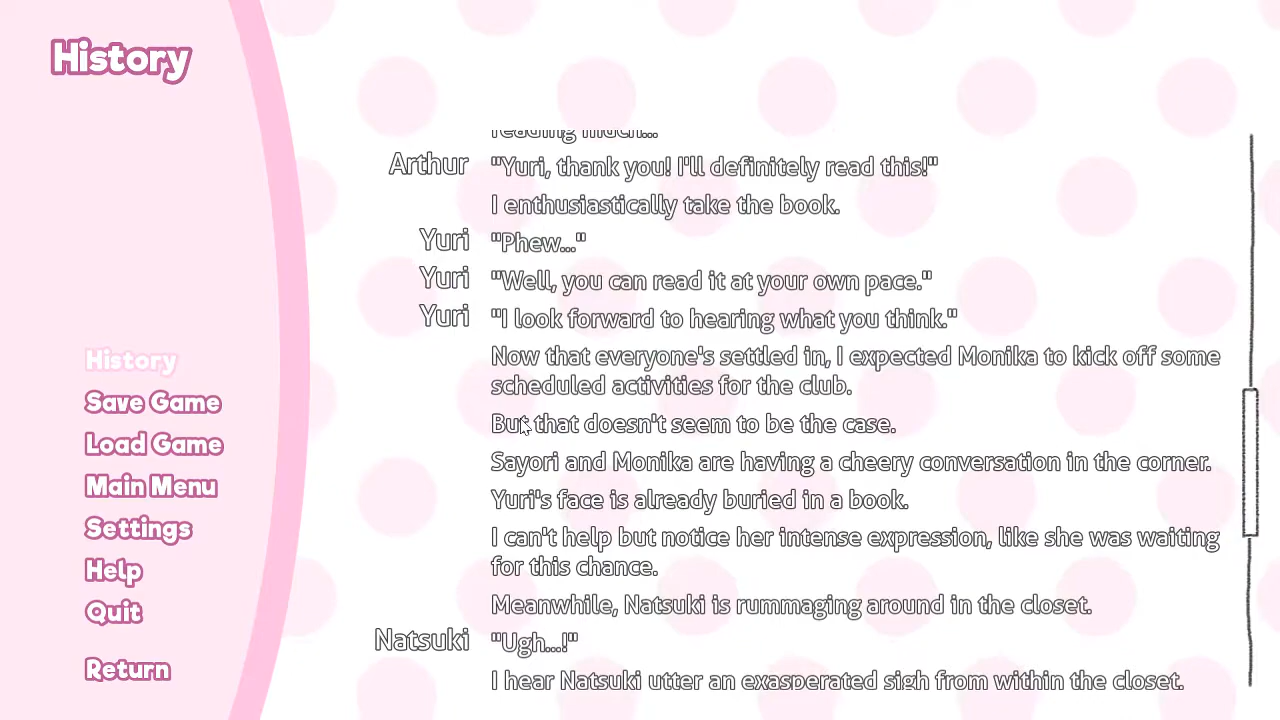 History
reading much...
Arthur "Yuri, thank you! I'll definitely read this!"
I enthusiastically take the book.
Yuri "Phew..."
Yuri "Well, you can read it at your own pace."
Yuri "I look forward to hearing what you think."
Now that everyone's settled in, I expected Monika to kick off some
scheduled activities for the club.
But that doesn't seem to be the case.
Sayori and Monika are having a cheery conversation in the corner.
Yuri's face is already buried in a book.
I can't help but notice her intense expression, like she was waiting
for this chance.
Meanwhile, Natsuki is rummaging around in the closet.
Natsuki "Ugh...!"
I hear Natsuki utter an exasperated sigh from within the closet.
History
Save Game
Load Game
Main Menu
Settings
Help
Quit
Return